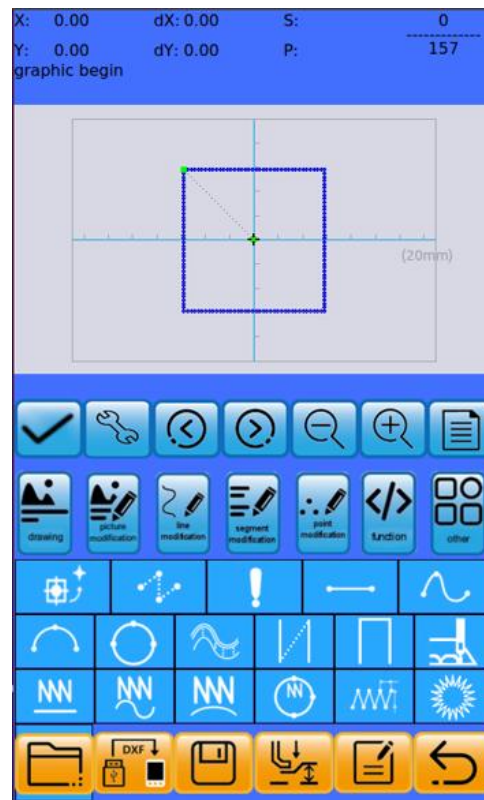 X: 0.00 dX: 0.00 S: 0
------------
Y: 0.00 dY: 0.00 P: 157
graphic begin
(20mm)
drawing
picture modification
line modification
segment modification
point modification
function
other
DXF